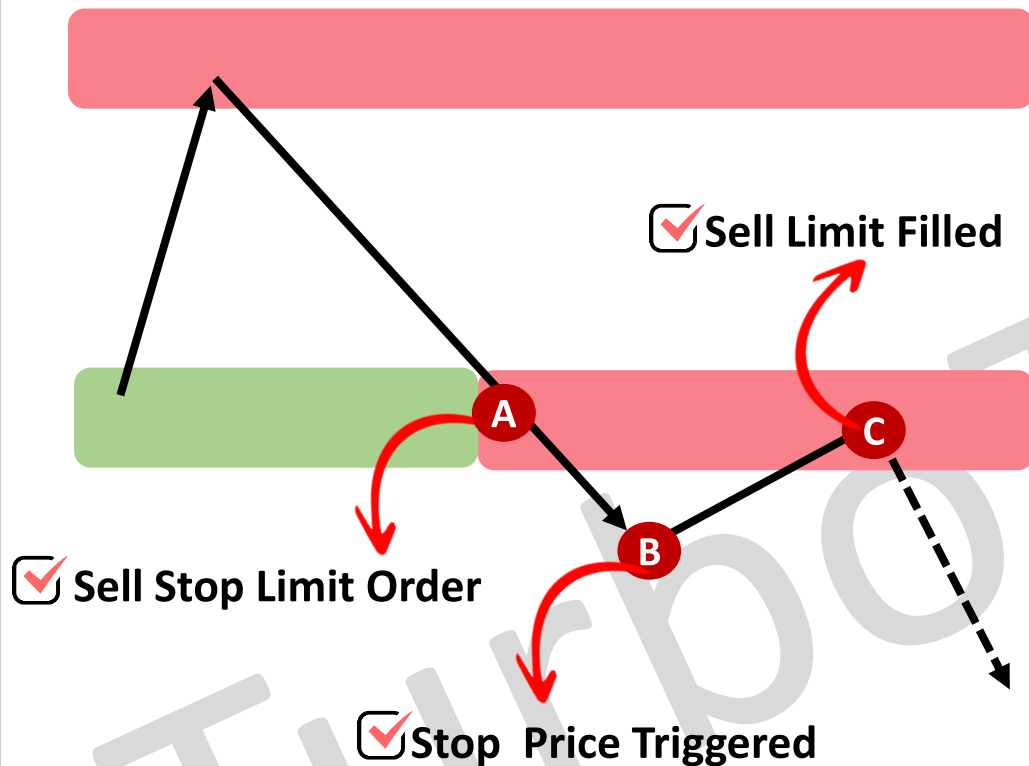 Sell Limit Filled
A
C
B
Sell Stop Limit Order
Stop Price Triggered
Turbo